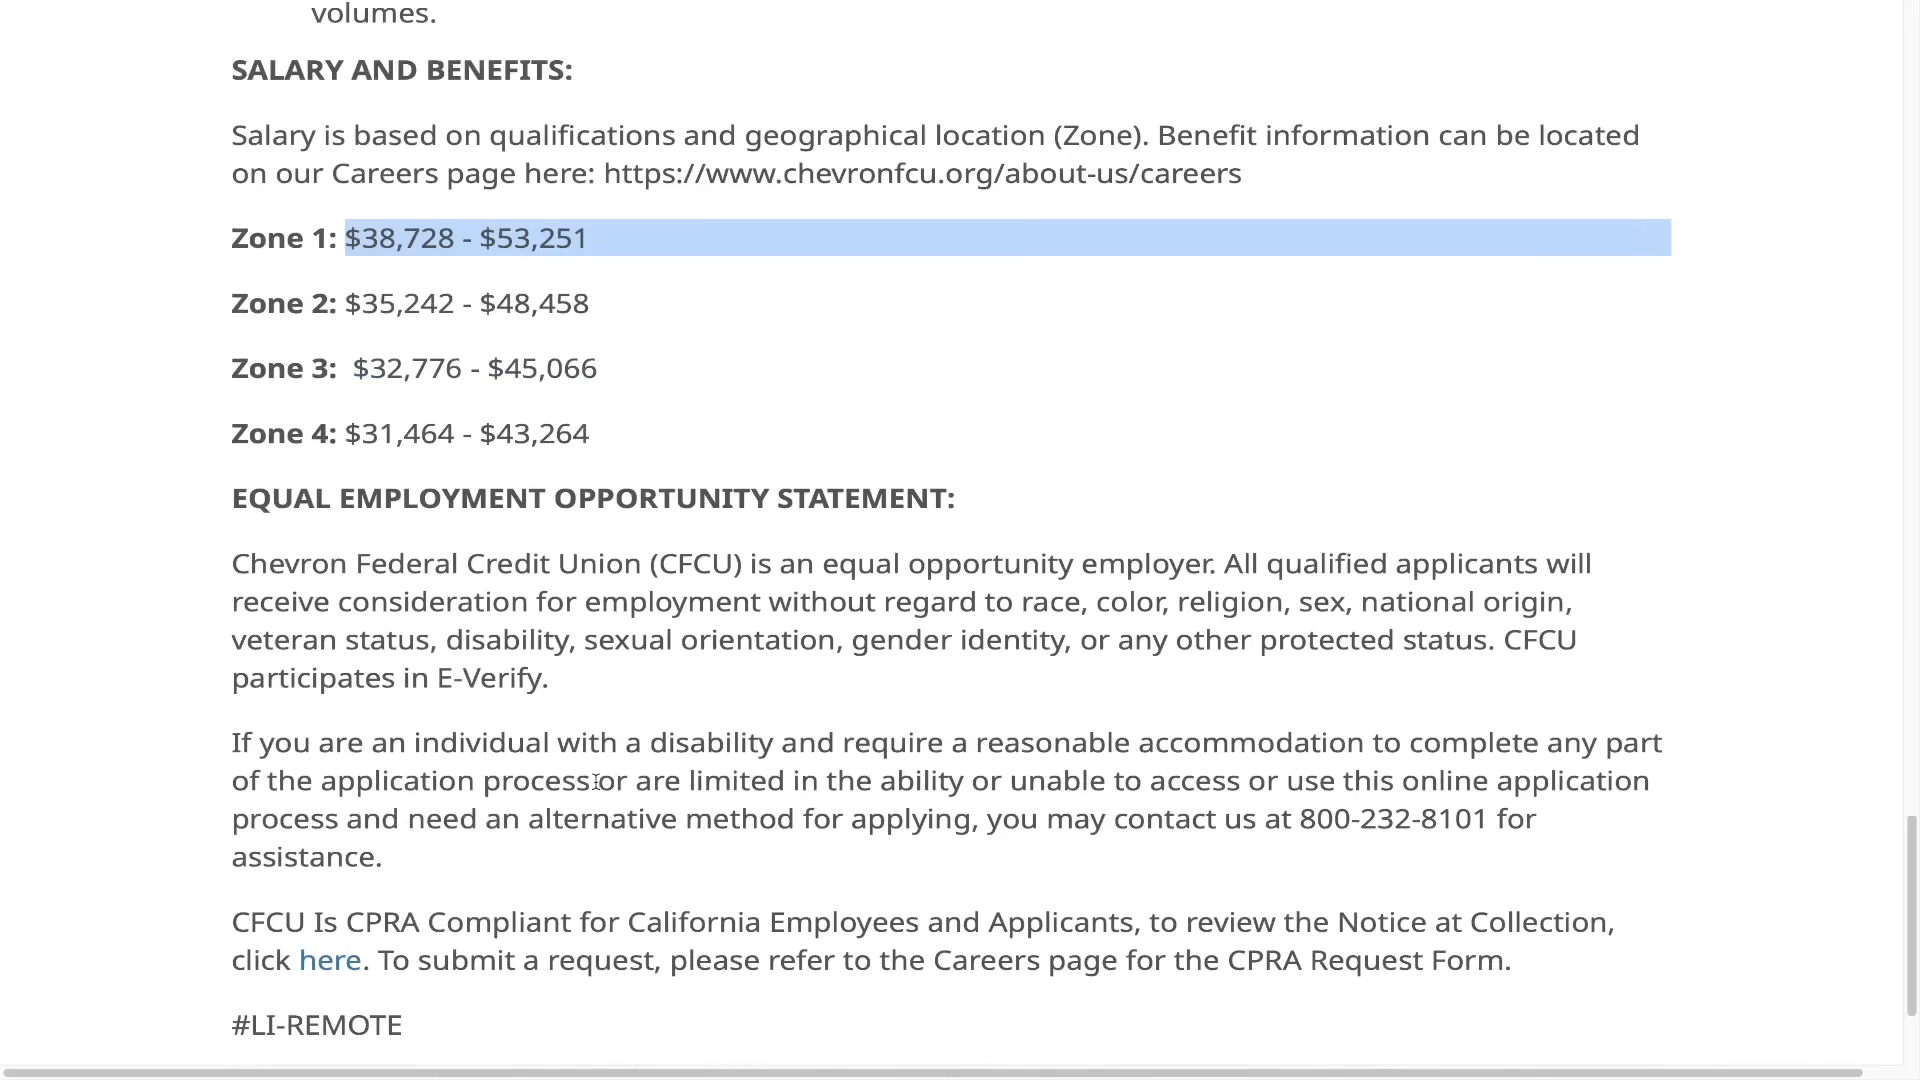 volumes.
SALARY AND BENEFITS:
Salary is based on qualifications and geographical location (Zone). Benefit information can be located
on our Careers page here: https://www.chevronfcu.org/about-us/careers
Zone 1: $38,728 - $53,251
Zone 2: $35,242 - $48,458
Zone 3:  $32,776 - $45,066
Zone 4: $31,464 - $43,264
EQUAL EMPLOYMENT OPPORTUNITY STATEMENT:
Chevron Federal Credit Union (CFCU) is an equal opportunity employer. All qualified applicants will
receive consideration for employment without regard to race, color, religion, sex, national origin,
veteran status, disability, sexual orientation, gender identity, or any other protected status. CFCU
participates in E-Verify.
If you are an individual with a disability and require a reasonable accommodation to complete any part
of the application process or are limited in the ability or unable to access or use this online application
process and need an alternative method for applying, you may contact us at 800-232-8101 for
assistance.
CFCU Is CPRA Compliant for California Employees and Applicants, to review the Notice at Collection,
click here. To submit a request, please refer to the Careers page for the CPRA Request Form.
#LI-REMOTE